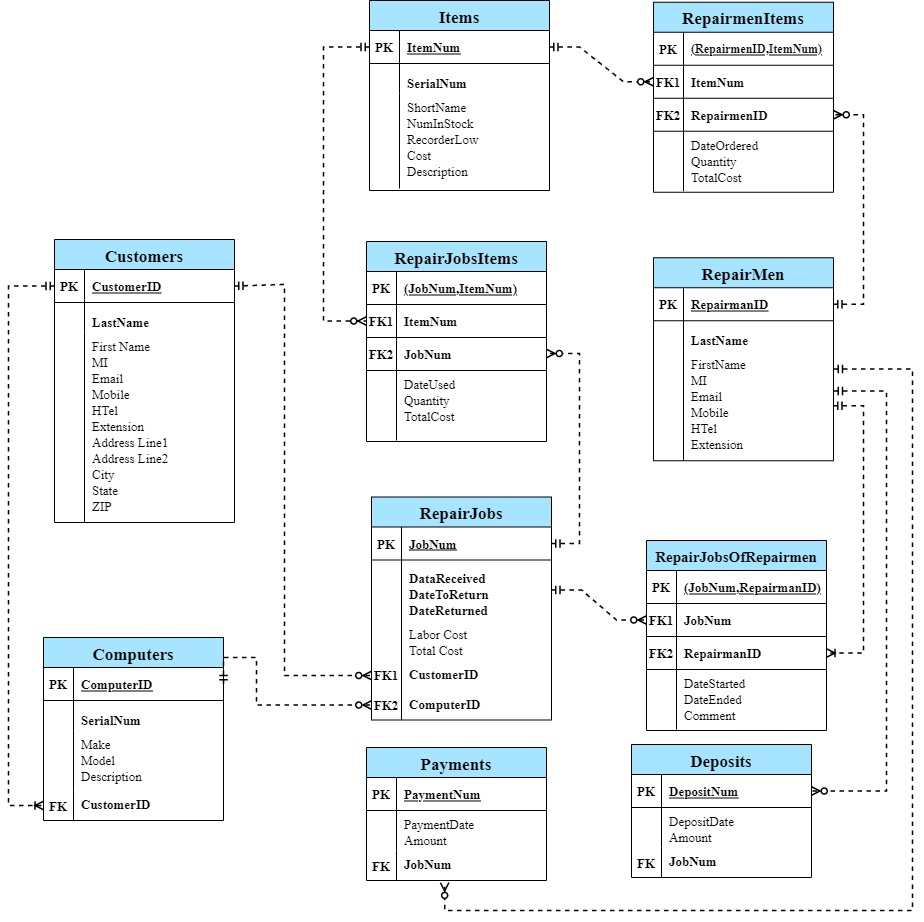 Items
PK ItemNum
SerialNum
ShortName
NumInStock
RecorderLow
Cost
Description
RepairmenItems
PK (RepairmenID,ItemNum)
FK1 ItemNum
FK2 RepairmenID
DateOrdered
Quantity
TotalCost
Customers
PK CustomerID
LastName
First Name
MI
Email
Mobile
HTel
Extension
Address Line1
Address Line2
City
State
ZIP
RepairJobsItems
PK (JobNum,ItemNum)
FK1 ItemNum
FK2 JobNum
DateUsed
Quantity
TotalCost
RepairMen
PK RepairmanID
LastName
FirstName
MI
Email
Mobile
HTel
Extension
RepairJobs
PK JobNum
DataReceived
DateToReturn
DateReturned
Labor Cost
Total Cost
FK1 CustomerID
FK2 ComputerID
RepairJobsOfRepairmen
PK (JobNum,RepairmanID)
FK1 JobNum
FK2 RepairmanID
DateStarted
DateEnded
Comment
Computers
PK ComputerID
SerialNum
Make
Model
Description
FK CustomerID
Payments
PK PaymentNum
PaymentDate
Amount
FK JobNum
Deposits
PK DepositNum
DepositDate
Amount
FK JobNum